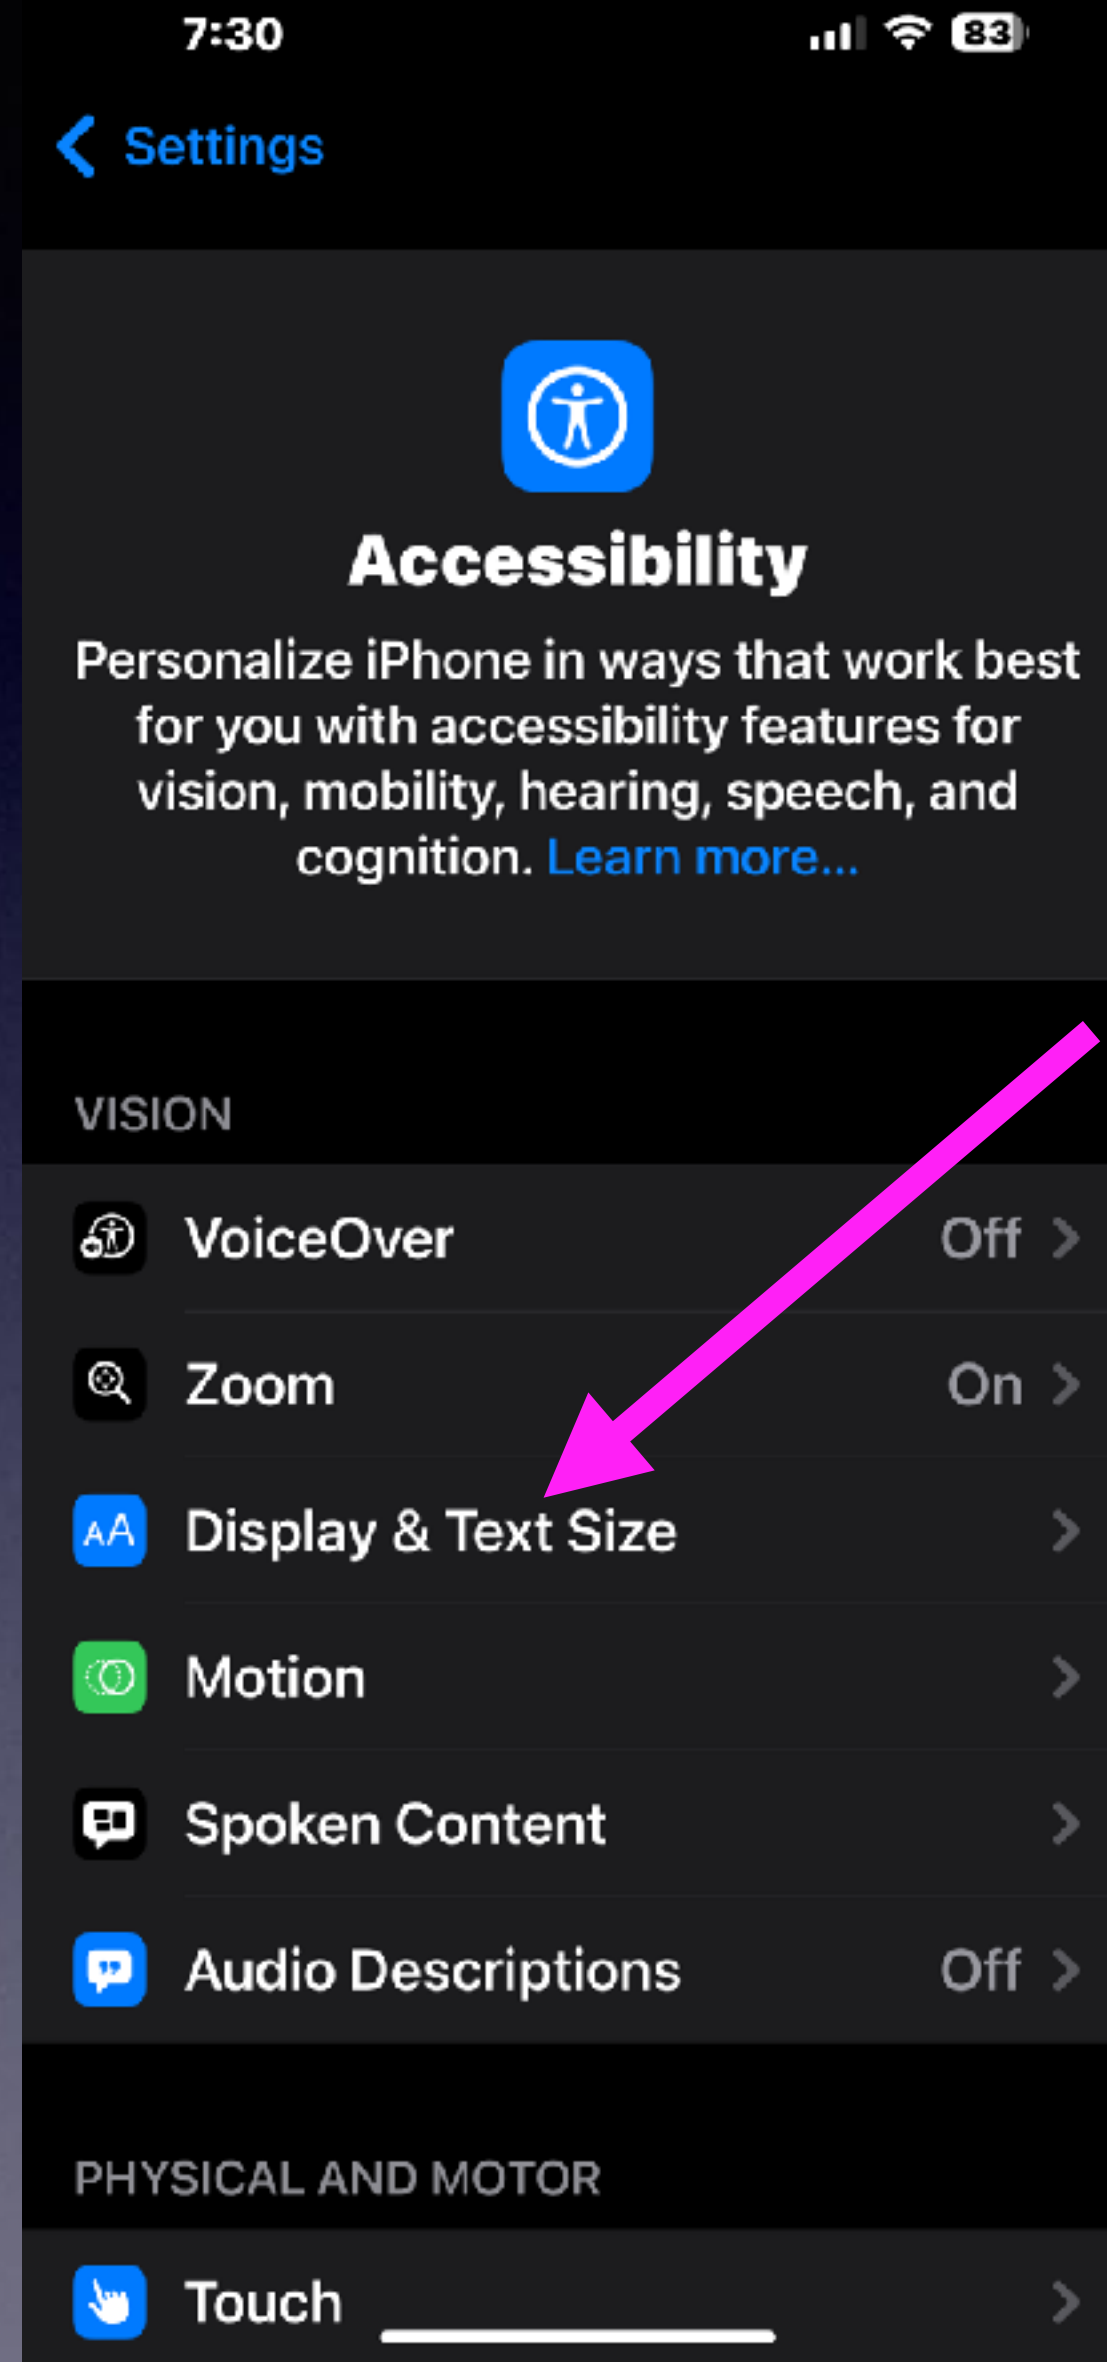 7:30
83
Settings
Accessibility
Personalize iPhone in ways that work best
for you with accessibility features for
vision, mobility, hearing, speech, and
cognition. Learn more...
VISION
VoiceOver Off
Zoom On
AA Display & Text Size
Motion
Spoken Content
Audio Descriptions Off
PHYSICAL AND MOTOR
Touch